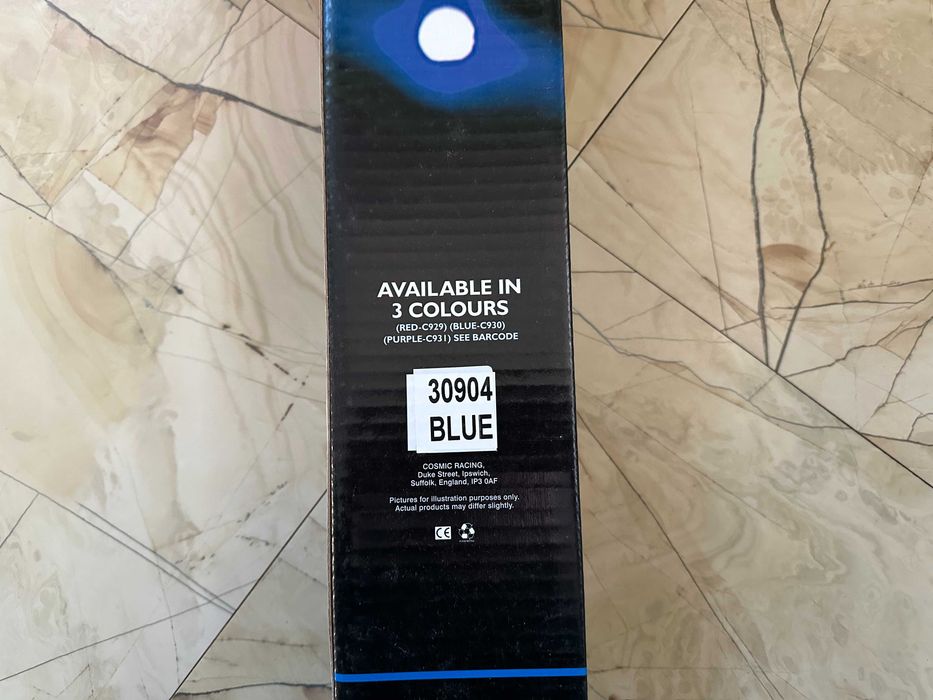 AVAILABLE IN
3 COLOURS
(RED-C929) (BLUE-C930)
(PURPLE-C931) SEE BARCODE
30904
BLUE
COSMIC RACING,
Duke Street, Ipswich,
Suffolk, England, IP3 0AF
Pictures for illustration purposes only.
Actual products may differ slightly.
CE